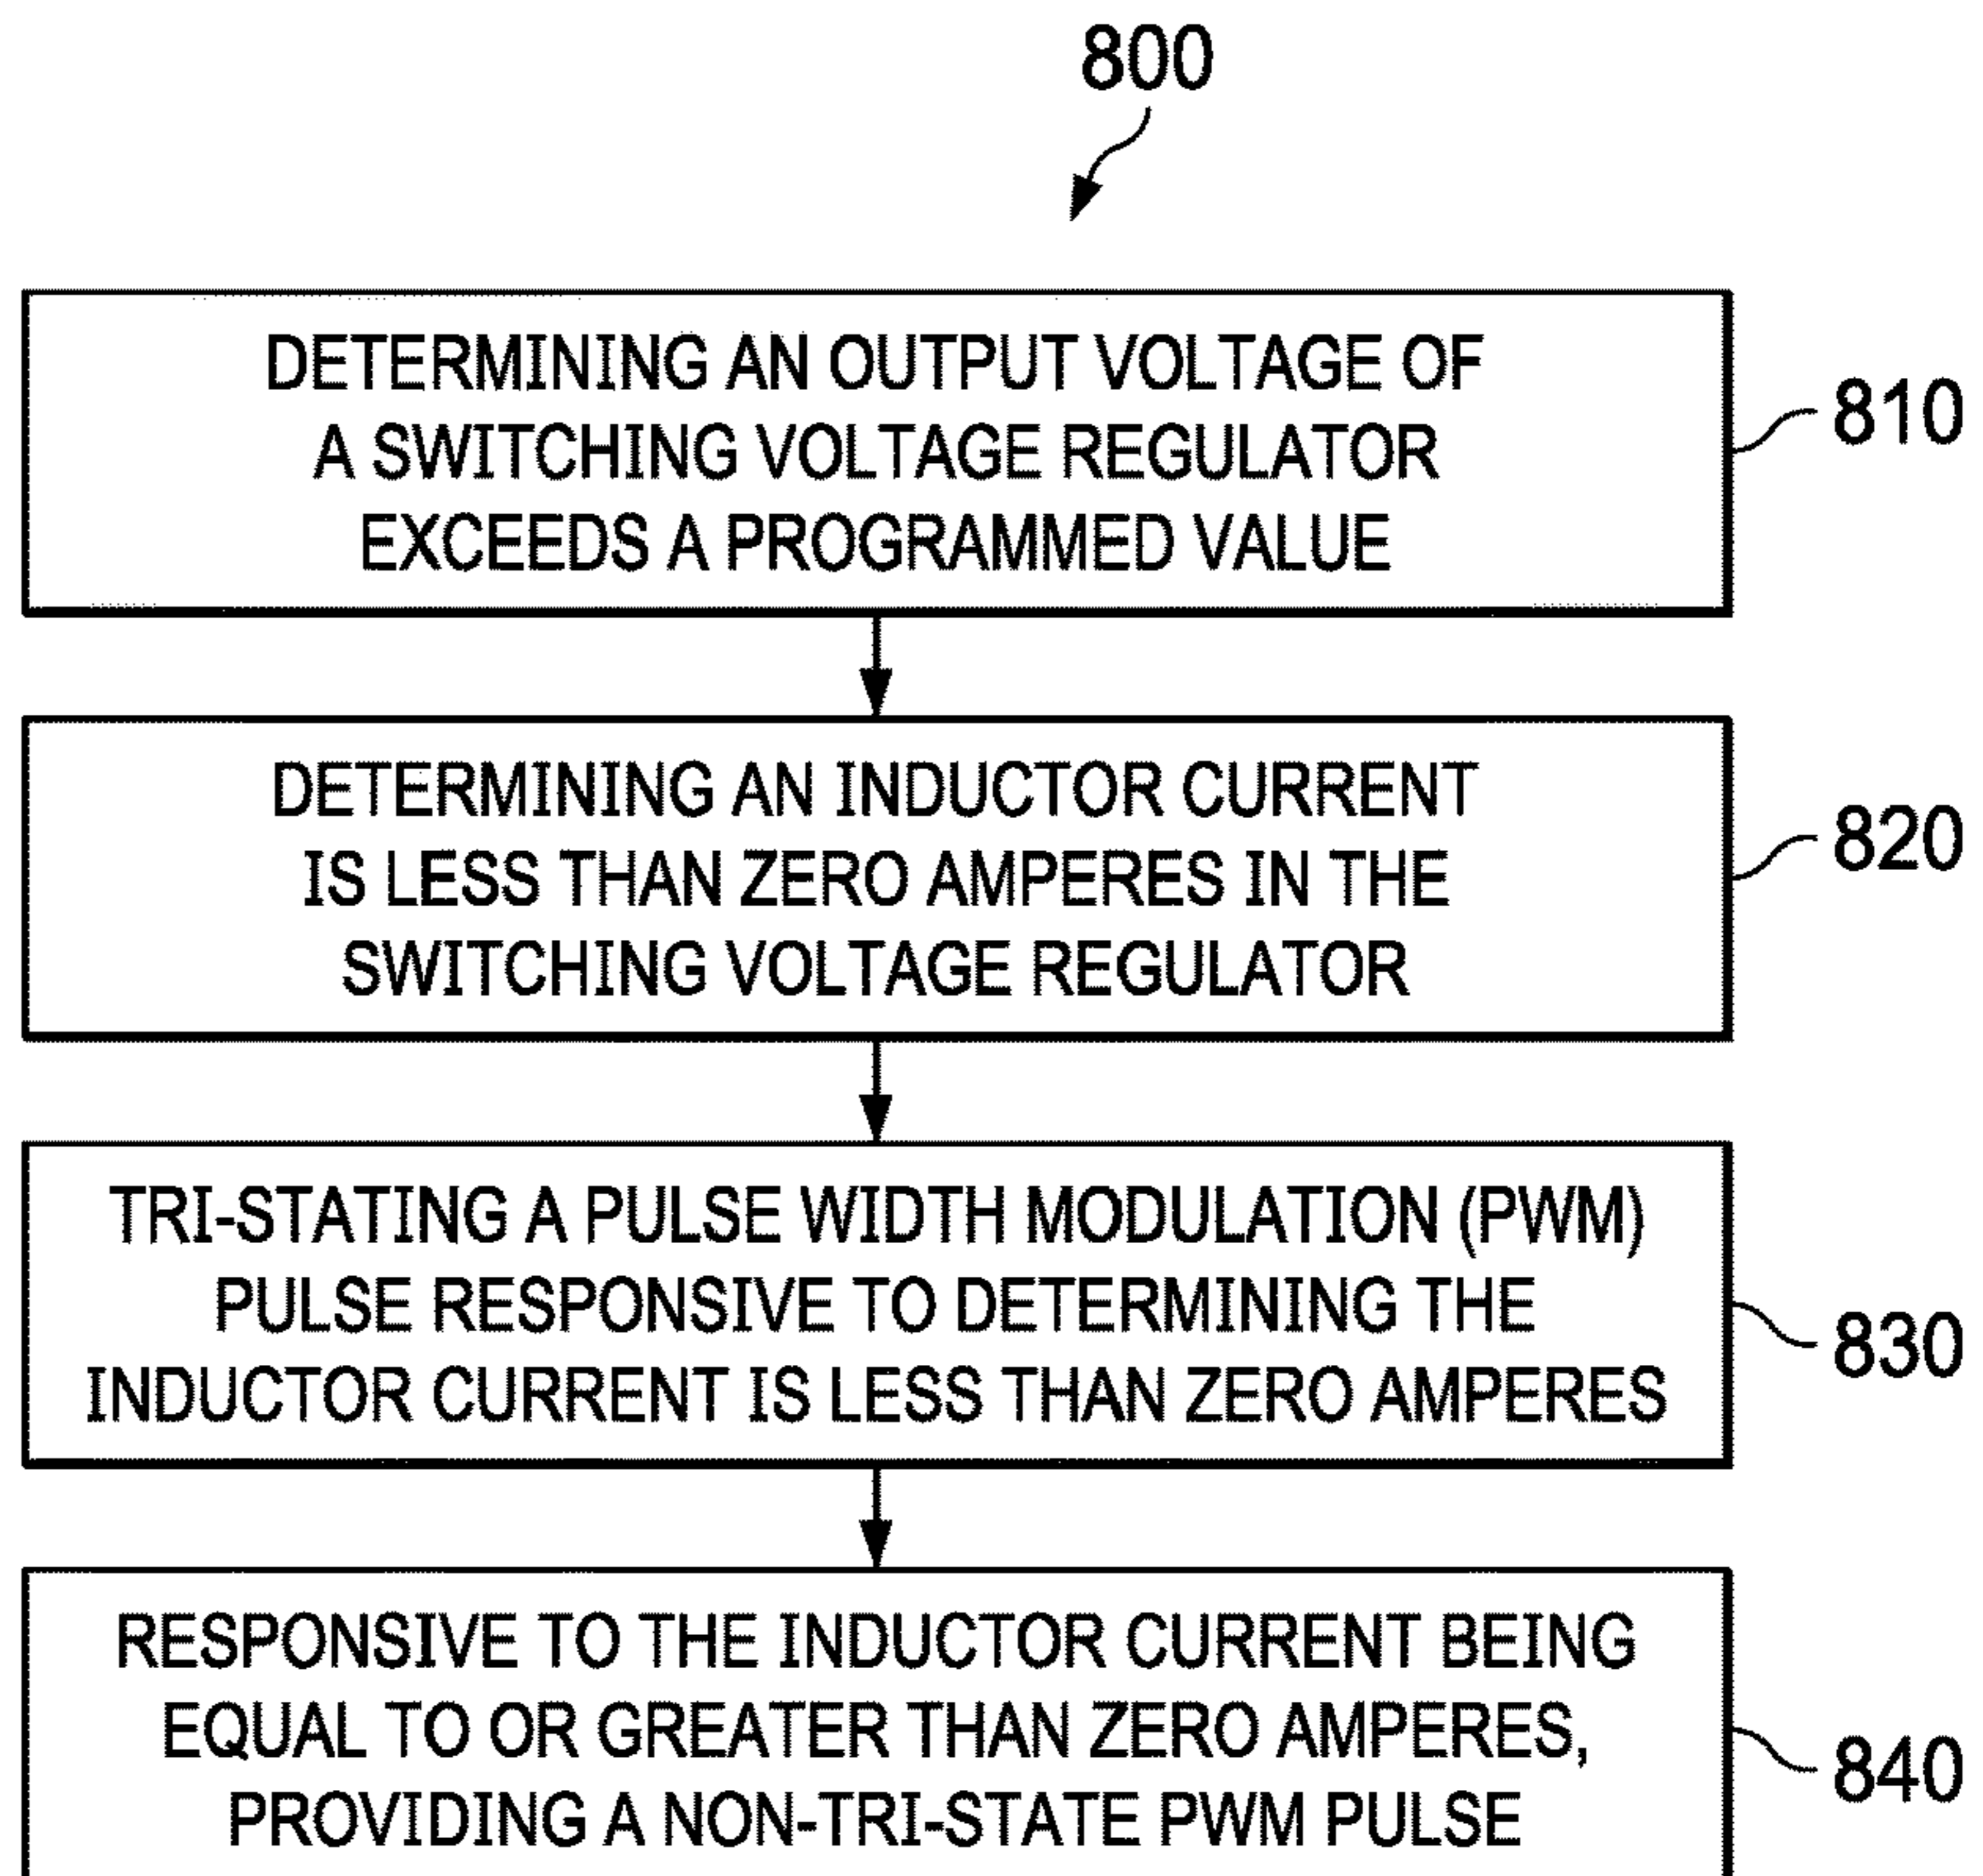 800
DETERMINING AN OUTPUT VOLTAGE OF
A SWITCHING VOLTAGE REGULATOR
EXCEEDS A PROGRAMMED VALUE
810
DETERMINING AN INDUCTOR CURRENT
IS LESS THAN ZERO AMPERES IN THE
SWITCHING VOLTAGE REGULATOR
820
TRI-STATING A PULSE WIDTH MODULATION (PWM)
PULSE RESPONSIVE TO DETERMINING THE
INDUCTOR CURRENT IS LESS THAN ZERO AMPERES
830
RESPONSIVE TO THE INDUCTOR CURRENT BEING
EQUAL TO OR GREATER THAN ZERO AMPERES,
PROVIDING A NON-TRI-STATE PWM PULSE
840